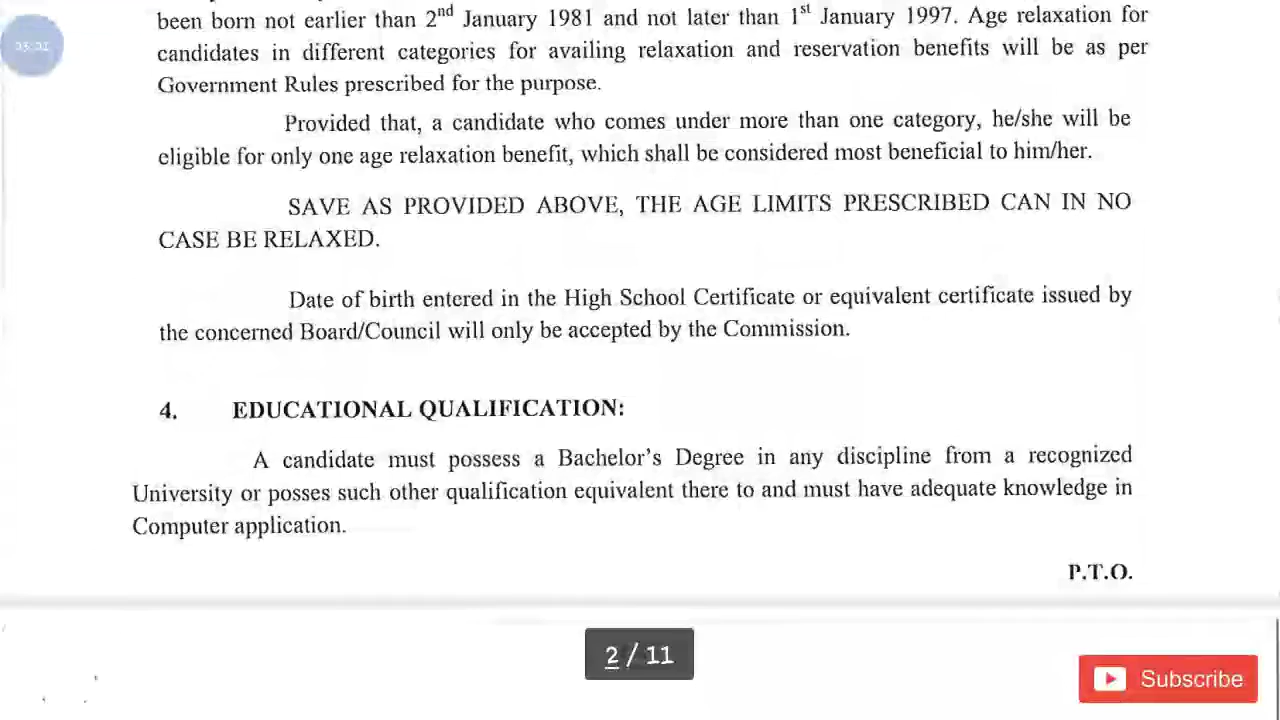 03:01
been born not earlier than 2nd January 1981 and not later than 1st January 1997. Age relaxation for
candidates in different categories for availing relaxation and reservation benefits will be as per
Government Rules prescribed for the purpose.
Provided that, a candidate who comes under more than one category, he/she will be
eligible for only one age relaxation benefit, which shall be considered most beneficial to him/her.
SAVE AS PROVIDED ABOVE, THE AGE LIMITS PRESCRIBED CAN IN NO
CASE BE RELAXED.
Date of birth entered in the High School Certificate or equivalent certificate issued by
the concerned Board/Council will only be accepted by the Commission.
4. EDUCATIONAL QUALIFICATION:
A candidate must possess a Bachelor's Degree in any discipline from a recognized
University or posses such other qualification equivalent there to and must have adequate knowledge in
Computer application.
P.T.O.
2 / 11
Subscribe